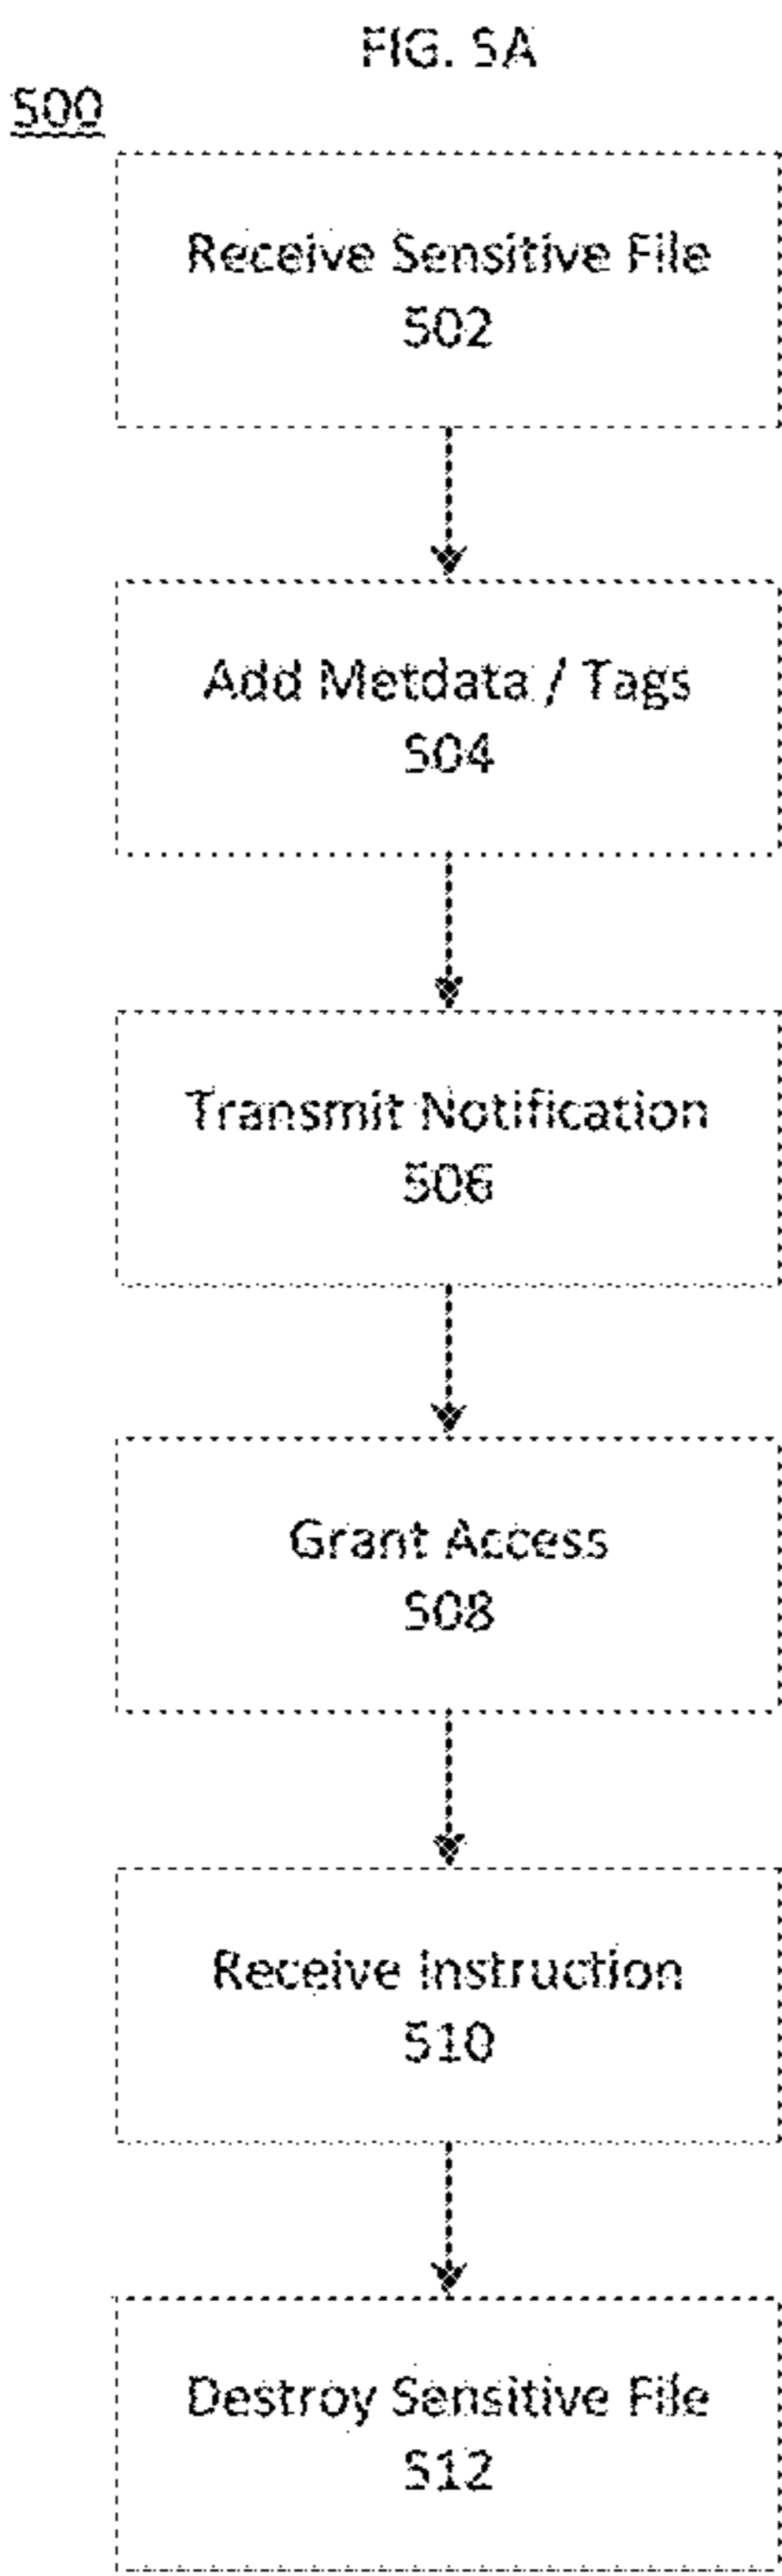 FIG. 5A
500
Receive Sensitive File
502
Add Metdata / Tags
504
Transmit Notification
506
Grant Access
508
Receive Instruction
510
Destroy Sensitive File
512